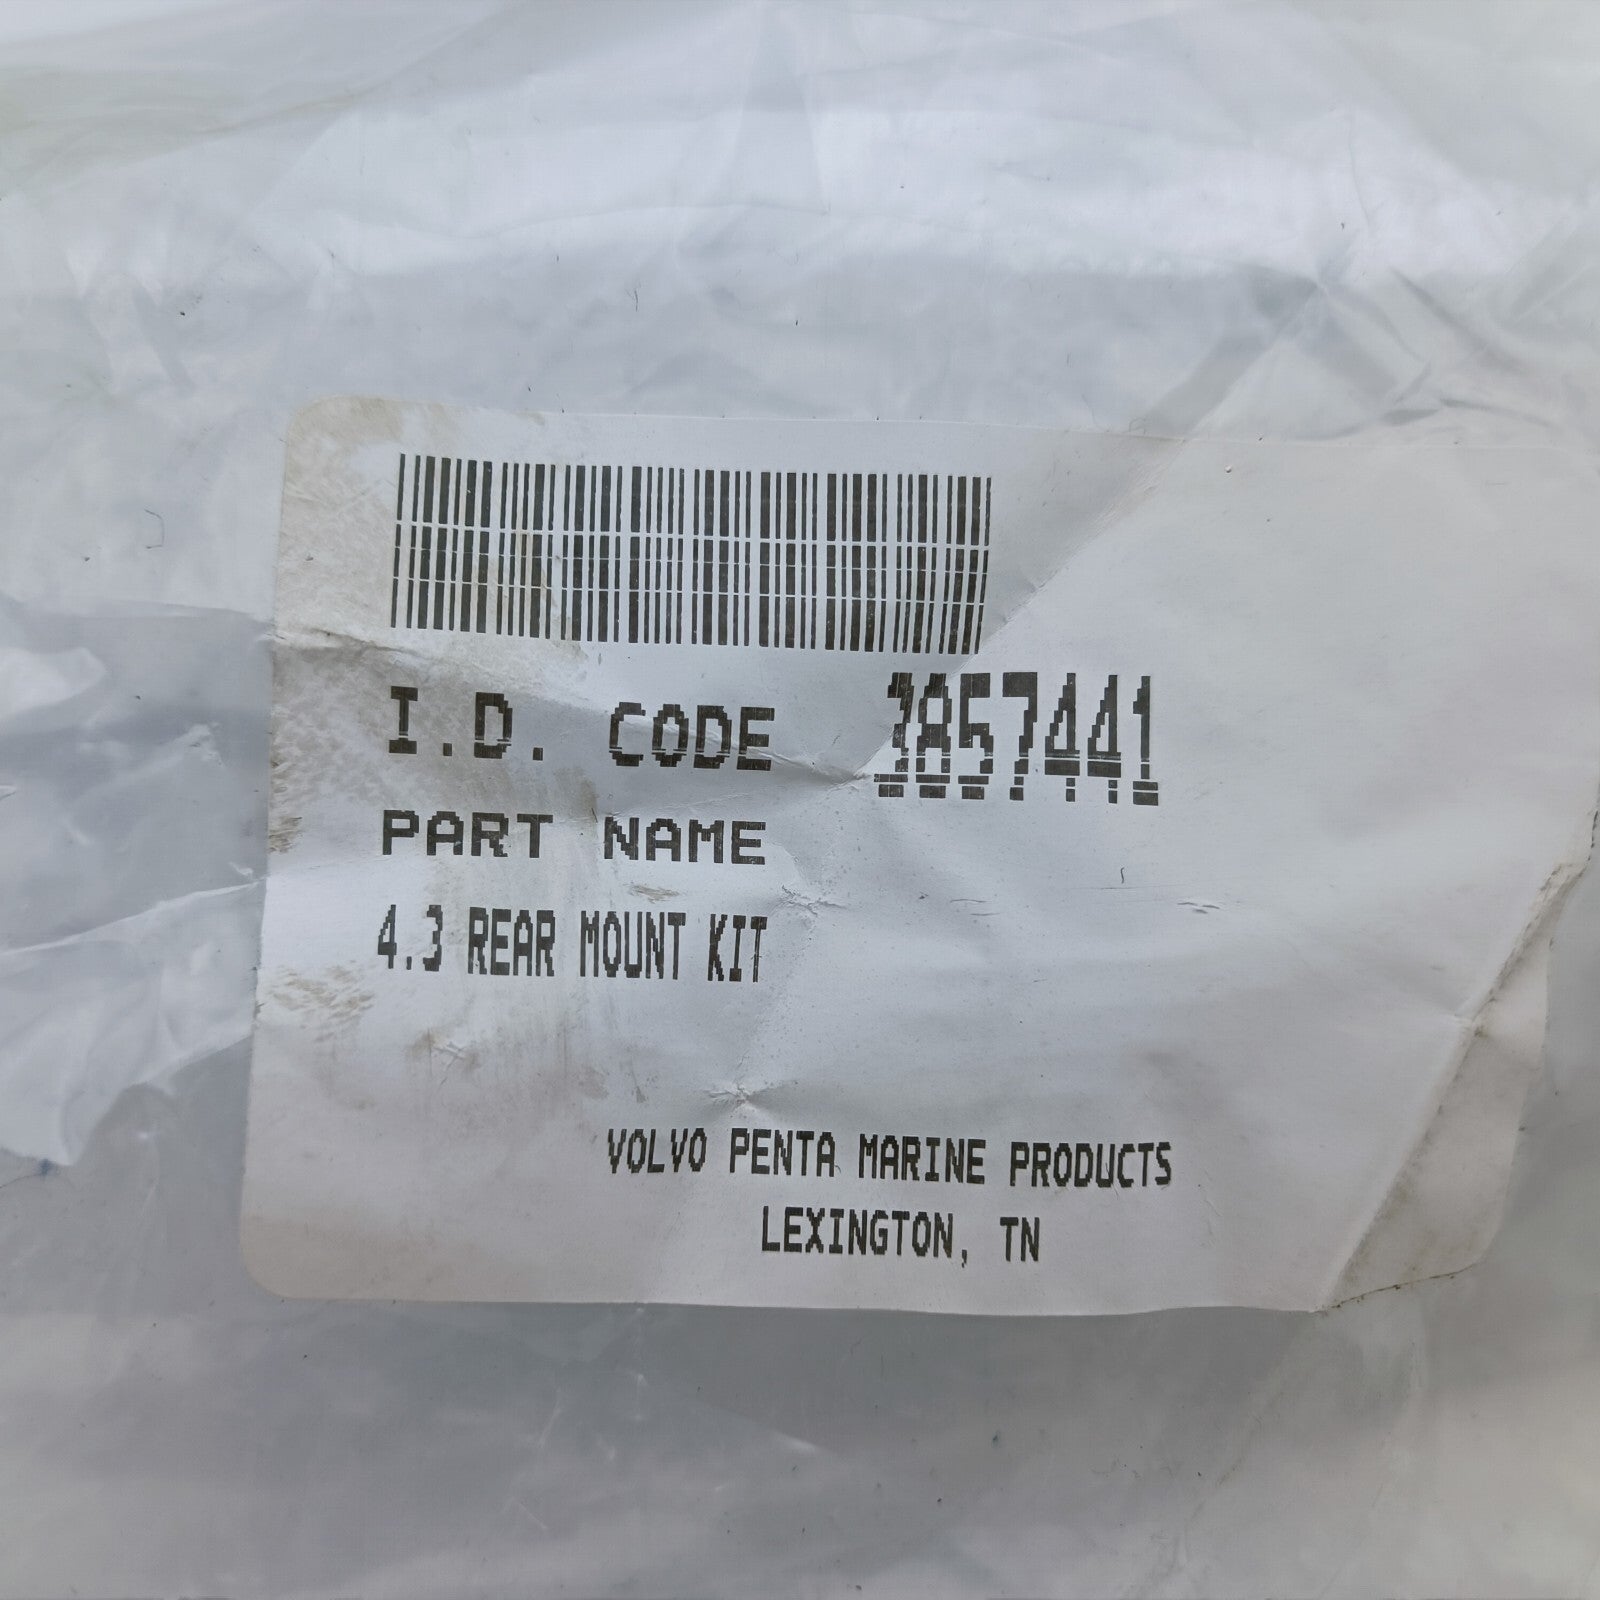 I.D. CODE 3857441
PART NAME
4.3 REAR MOUNT KIT
VOLVO PENTA MARINE PRODUCTS
LEXINGTON, TN